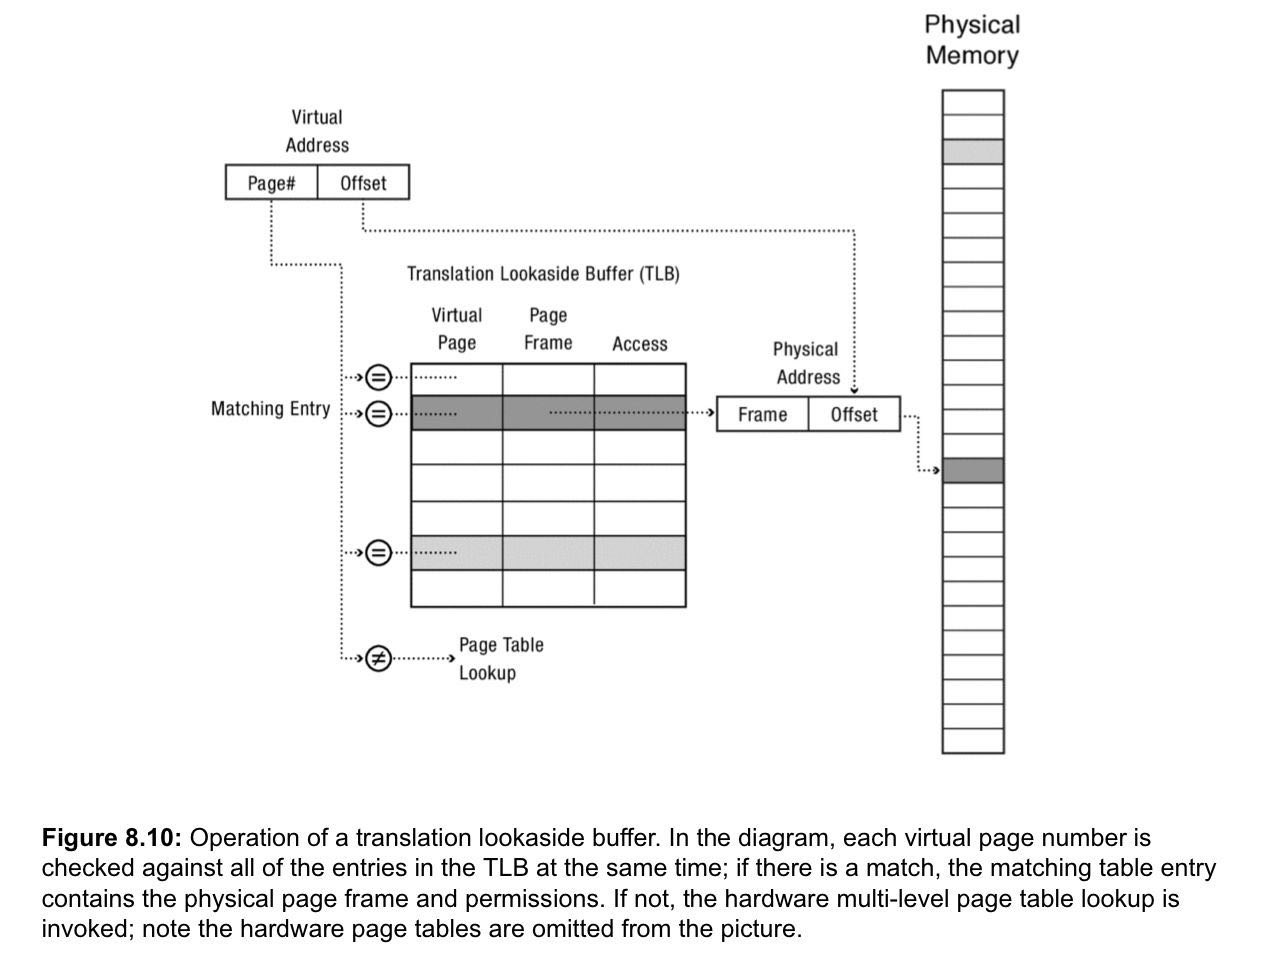 Physical
Memory
Virtual
Address
Page#
Offset
Translation Lookaside Buffer (TLB)
Virtual
Page
Page
Frame
Access
Physical
Address
=
Matching Entry
=
Frame
Offset
=
≠
Page Table
Lookup
Figure 8.10: Operation of a translation lookaside buffer. In the diagram, each virtual page number is
checked against all of the entries in the TLB at the same time; if there is a match, the matching table entry
contains the physical page frame and permissions. If not, the hardware multi-level page table lookup is
invoked; note the hardware page tables are omitted from the picture.